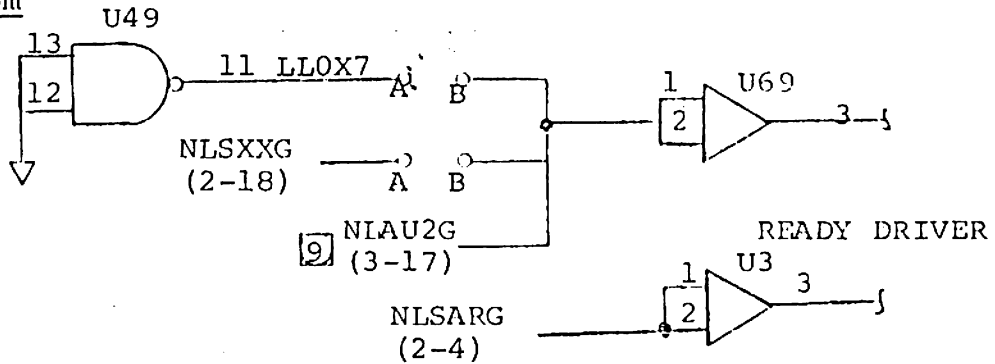 U49
13
12
11 LL0X7
A B
1
2
U69
3
NLSXXG
(2-18)
A B
9 NLAU2G
(3-17)
READY DRIVER
U3
1
2
3
NLSARG
(2-4)